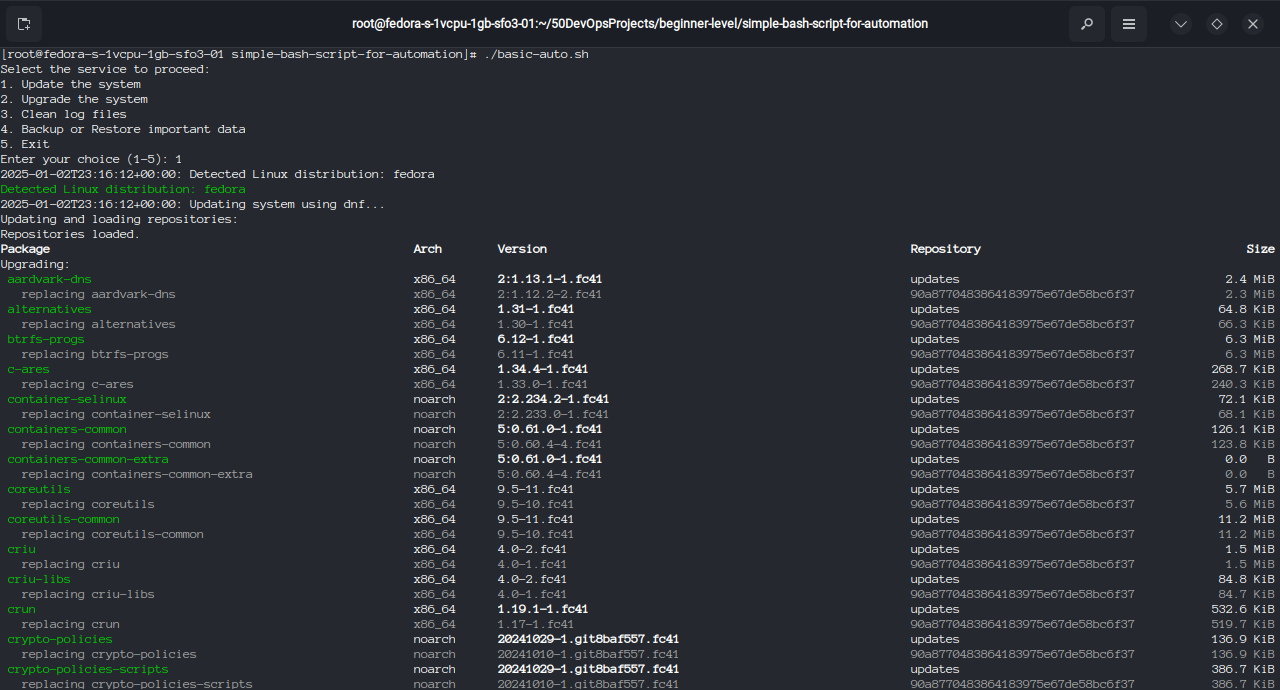 root@fedora-s-1vcpu-1gb-sfo3-01:~/50DevOpsProjects/beginner-level/simple-bash-script-for-automation
[root@fedora-s-1vcpu-1gb-sfo3-01 simple-bash-script-for-automation]# ./basic-auto.sh
Select the service to proceed:
1. Update the system
2. Upgrade the system
3. Clean log files
4. Backup or Restore important data
5. Exit
Enter your choice (1-5): 1
2025-01-02T23:16:12+00:00: Detected Linux distribution: fedora
Detected Linux distribution: fedora
2025-01-02T23:16:12+00:00: Updating system using dnf...
Updating and loading repositories:
Repositories loaded.
Package Arch Version Repository Size
Upgrading:
aardvark-dns x86_64 2:1.13.1-1.fc41 updates 2.4 MiB
replacing aardvark-dns x86_64 2:1.12.2-2.fc41 90a8770483864183975e67de58bc6f37 2.3 MiB
alternatives x86_64 1.31-1.fc41 updates 64.8 KiB
replacing alternatives x86_64 1.30-1.fc41 90a8770483864183975e67de58bc6f37 66.3 KiB
btrfs-progs x86_64 6.12-1.fc41 updates 6.3 MiB
replacing btrfs-progs x86_64 6.11-1.fc41 90a8770483864183975e67de58bc6f37 6.3 MiB
c-ares x86_64 1.34.4-1.fc41 updates 268.7 KiB
replacing c-ares x86_64 1.33.0-1.fc41 90a8770483864183975e67de58bc6f37 240.3 KiB
container-selinux noarch 2:2.234.2-1.fc41 updates 72.1 KiB
replacing container-selinux noarch 2:2.233.0-1.fc41 90a8770483864183975e67de58bc6f37 68.1 KiB
containers-common noarch 5:0.61.0-1.fc41 updates 126.1 KiB
replacing containers-common noarch 5:0.60.4-4.fc41 90a8770483864183975e67de58bc6f37 123.8 KiB
containers-common-extra noarch 5:0.61.0-1.fc41 updates 0.0 B
replacing containers-common-extra noarch 5:0.60.4-4.fc41 90a8770483864183975e67de58bc6f37 0.0 B
coreutils x86_64 9.5-11.fc41 updates 5.7 MiB
replacing coreutils x86_64 9.5-10.fc41 90a8770483864183975e67de58bc6f37 5.6 MiB
coreutils-common x86_64 9.5-11.fc41 updates 11.2 MiB
replacing coreutils-common x86_64 9.5-10.fc41 90a8770483864183975e67de58bc6f37 11.2 MiB
criu x86_64 4.0-2.fc41 updates 1.5 MiB
replacing criu x86_64 4.0-1.fc41 90a8770483864183975e67de58bc6f37 1.5 MiB
criu-libs x86_64 4.0-2.fc41 updates 84.8 KiB
replacing criu-libs x86_64 4.0-1.fc41 90a8770483864183975e67de58bc6f37 84.7 KiB
crun x86_64 1.19.1-1.fc41 updates 532.6 KiB
replacing crun x86_64 1.17-1.fc41 90a8770483864183975e67de58bc6f37 519.7 KiB
crypto-policies noarch 20241029-1.git8baf557.fc41 updates 136.9 KiB
replacing crypto-policies noarch 20241010-1.git8baf557.fc41 90a8770483864183975e67de58bc6f37 136.9 KiB
crypto-policies-scripts noarch 20241029-1.git8baf557.fc41 updates 386.7 KiB
replacing crypto-policies-scripts noarch 20241010-1.git8baf557.fc41 90a8770483864183975e67de58bc6f37 386.7 KiB